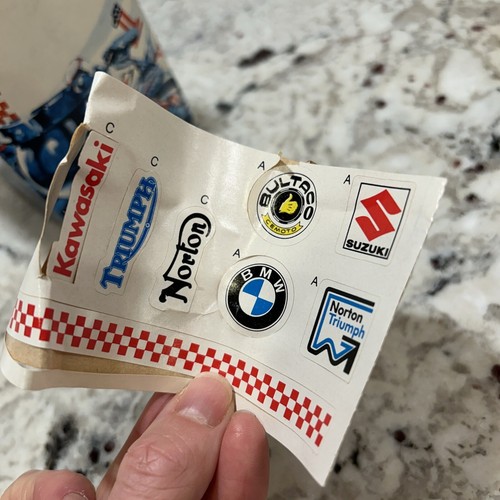 C
Kawasaki
C
TRIUMPH
C
Norton
A
BULTACO
CEMOTO
A
SUZUKI
A
BMW
A
Norton
Triumph